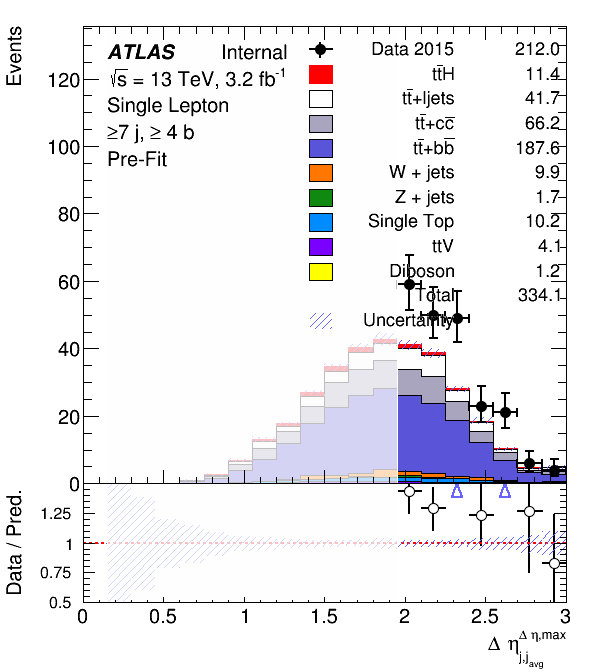 Events
ATLAS Internal
√s = 13 TeV, 3.2 fb⁻¹
Single Lepton
≥7 j, ≥ 4 b
Pre-Fit
Data 2015 212.0
tt̄H 11.4
tt̄+ljets 41.7
tt̄+cc̄ 66.2
tt̄+bb̄ 187.6
W + jets 9.9
Z + jets 1.7
Single Top 10.2
ttV 4.1
Diboson 1.2
Total 334.1
Uncertainty
120
100
80
60
40
20
0
Data / Pred.
1.25
1
0.75
0.5
0 0.5 1 1.5 2 2.5 3
Δ η j,j avg Δ η,max